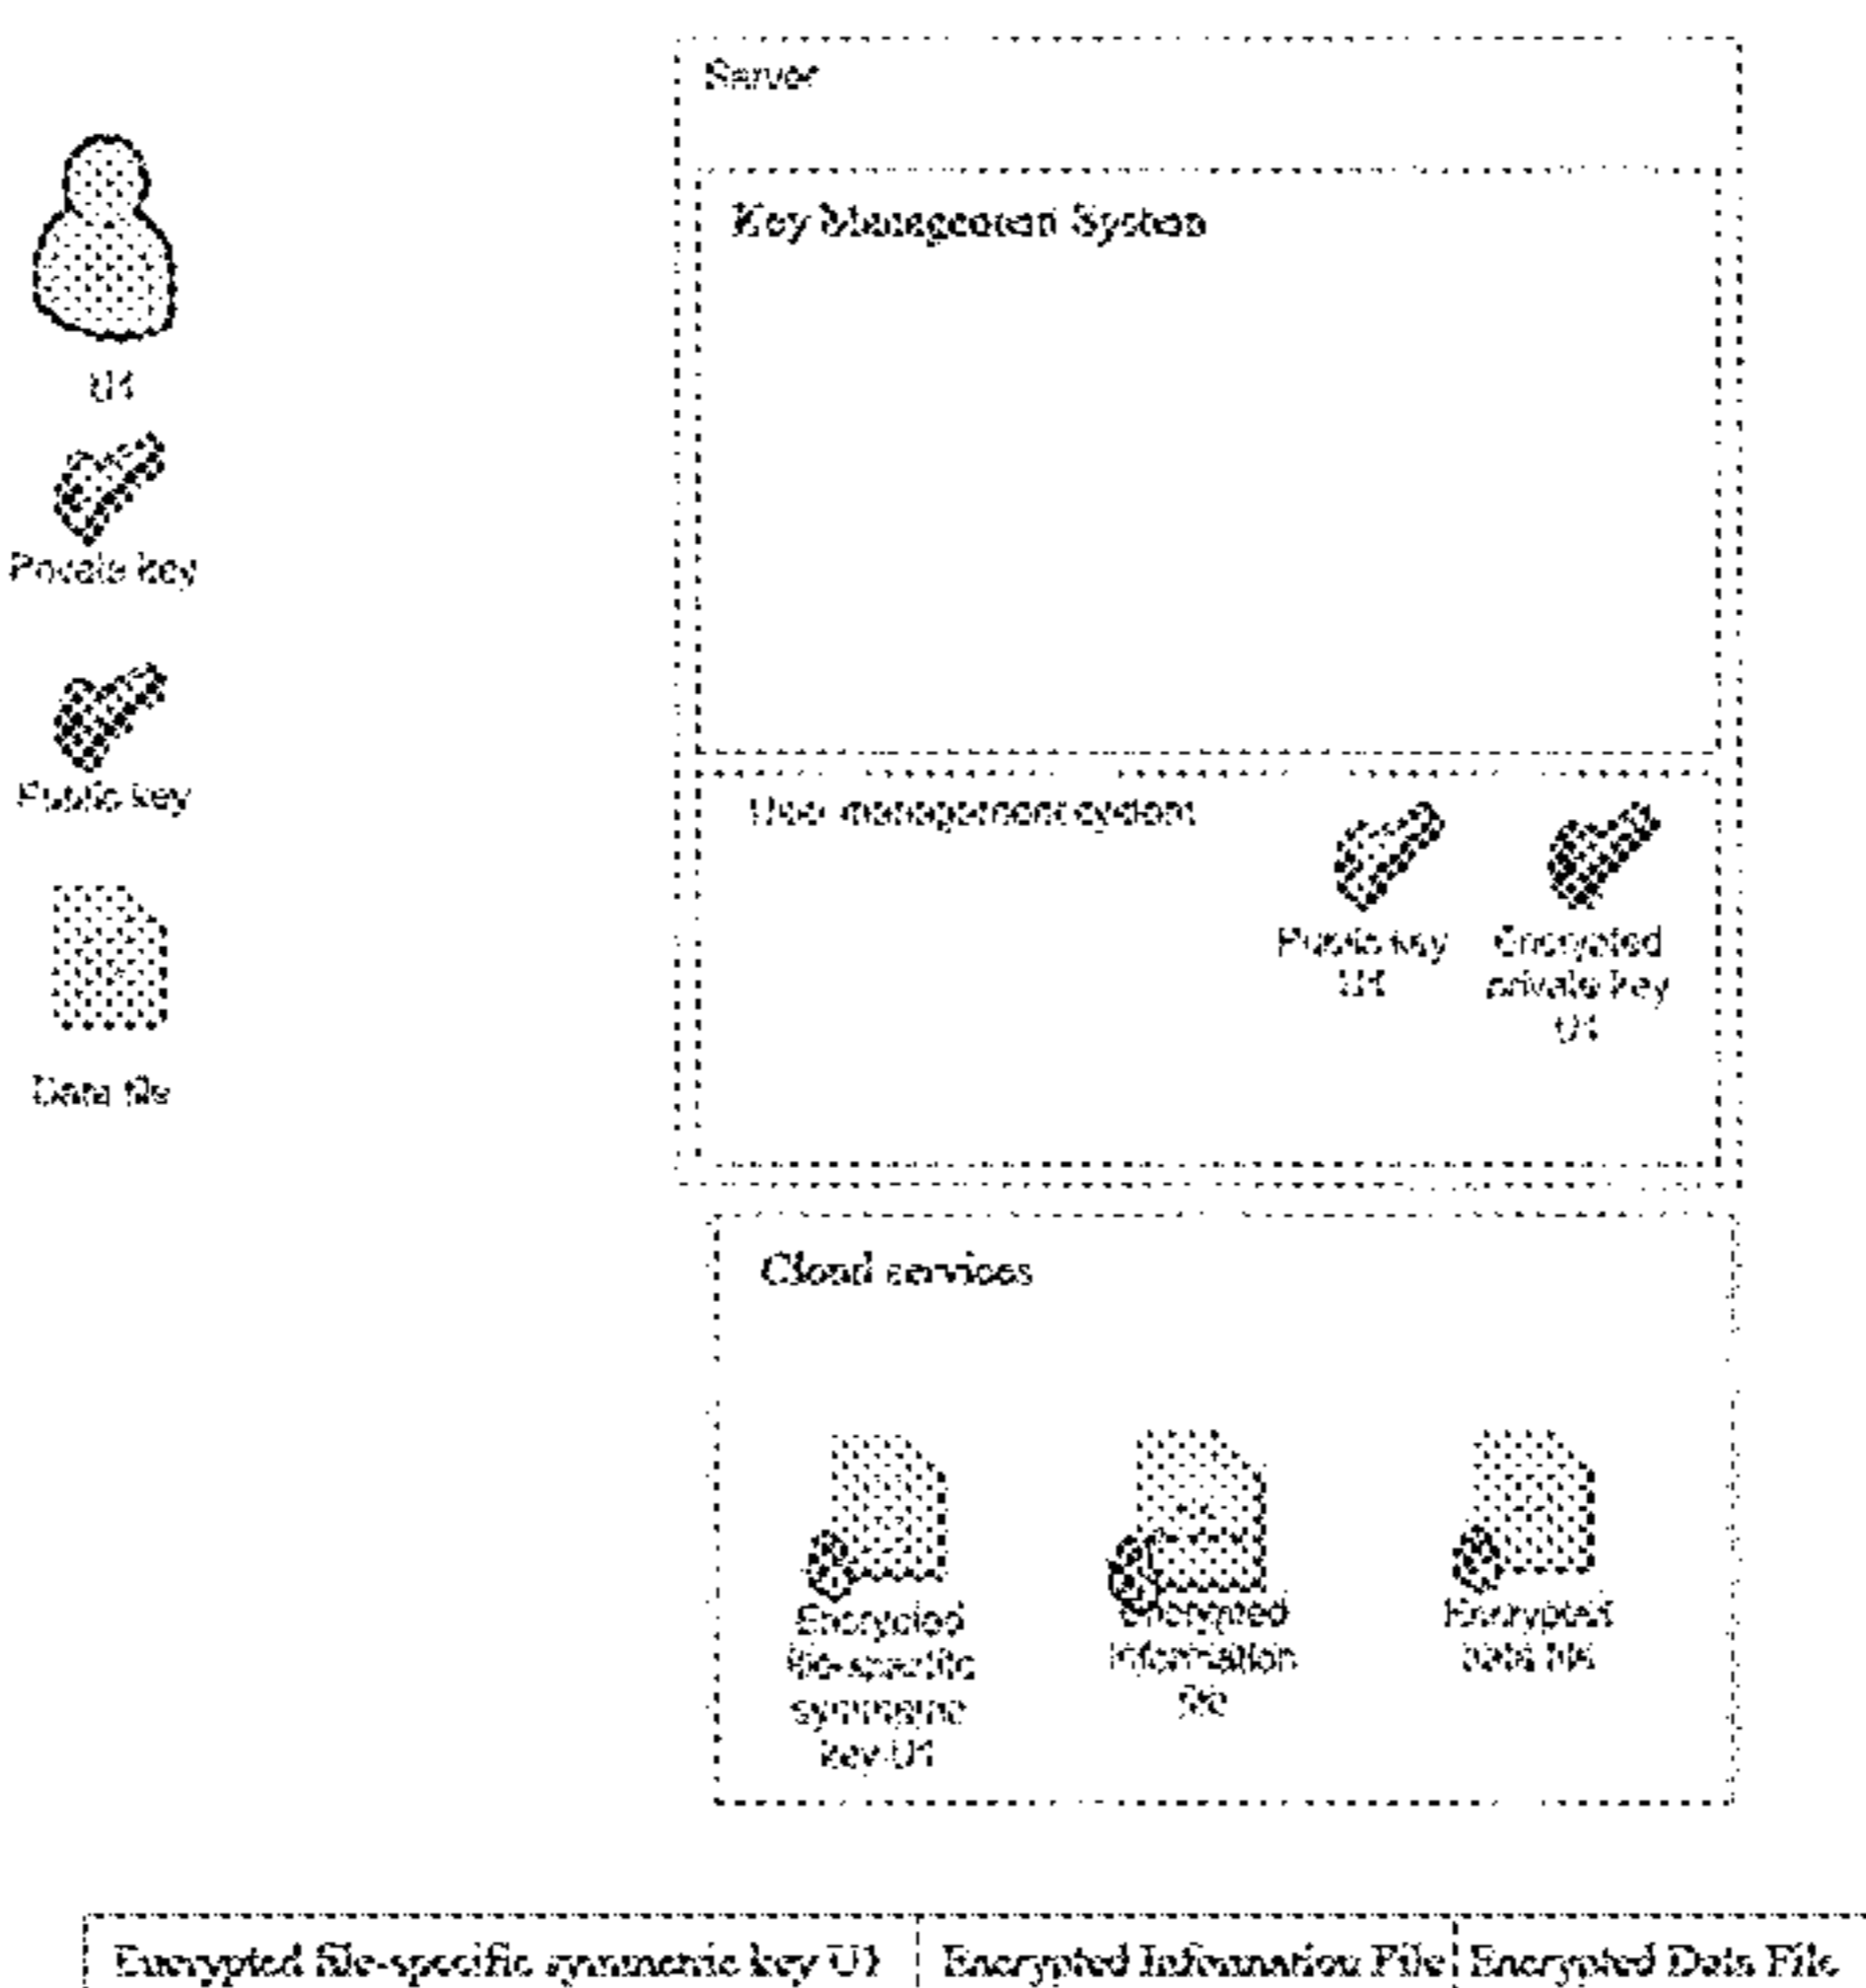 Server
Key Management System
U1
Private key
Public key
User management system
Public key
U1
Encrypted
private key
U1
Data file
Cloud services
Encrypted
file-specific
symmetric
key U1
Encrypted
information
file
Encrypted
data file
Encrypted file-specific symmetric key U1
Encrypted Information File
Encrypted Data File